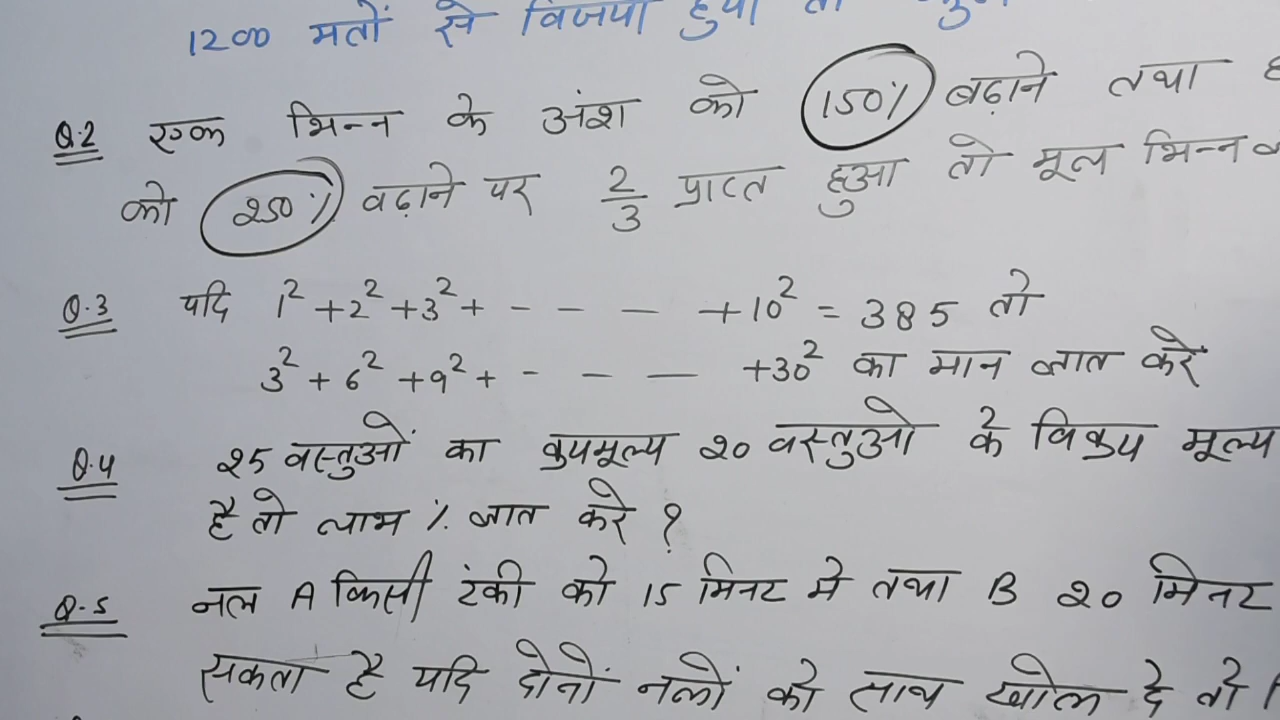 1200 मतों से विजयी हुआ तो
Q.2 एक भिन्न के अंश को 150% बढ़ाने तथा
को 250% बढ़ाने पर 2/3 प्राप्त हुआ तो मूल भिन्न
Q.3 यदि 1² + 2² + 3² + - - - + 10² = 385 तो
3² + 6² + 9² + - - - + 30² का मान ज्ञात करें
Q.4 25 वस्तुओं का क्रयमूल्य 20 वस्तुओ के विक्रय मूल्य
है तो लाभ % ज्ञात करे ?
Q.5 नल A किसी टंकी को 15 मिनट मे तथा B 20 मिनट
सकता है यदि दोनों नलों को साथ खोल दे तो